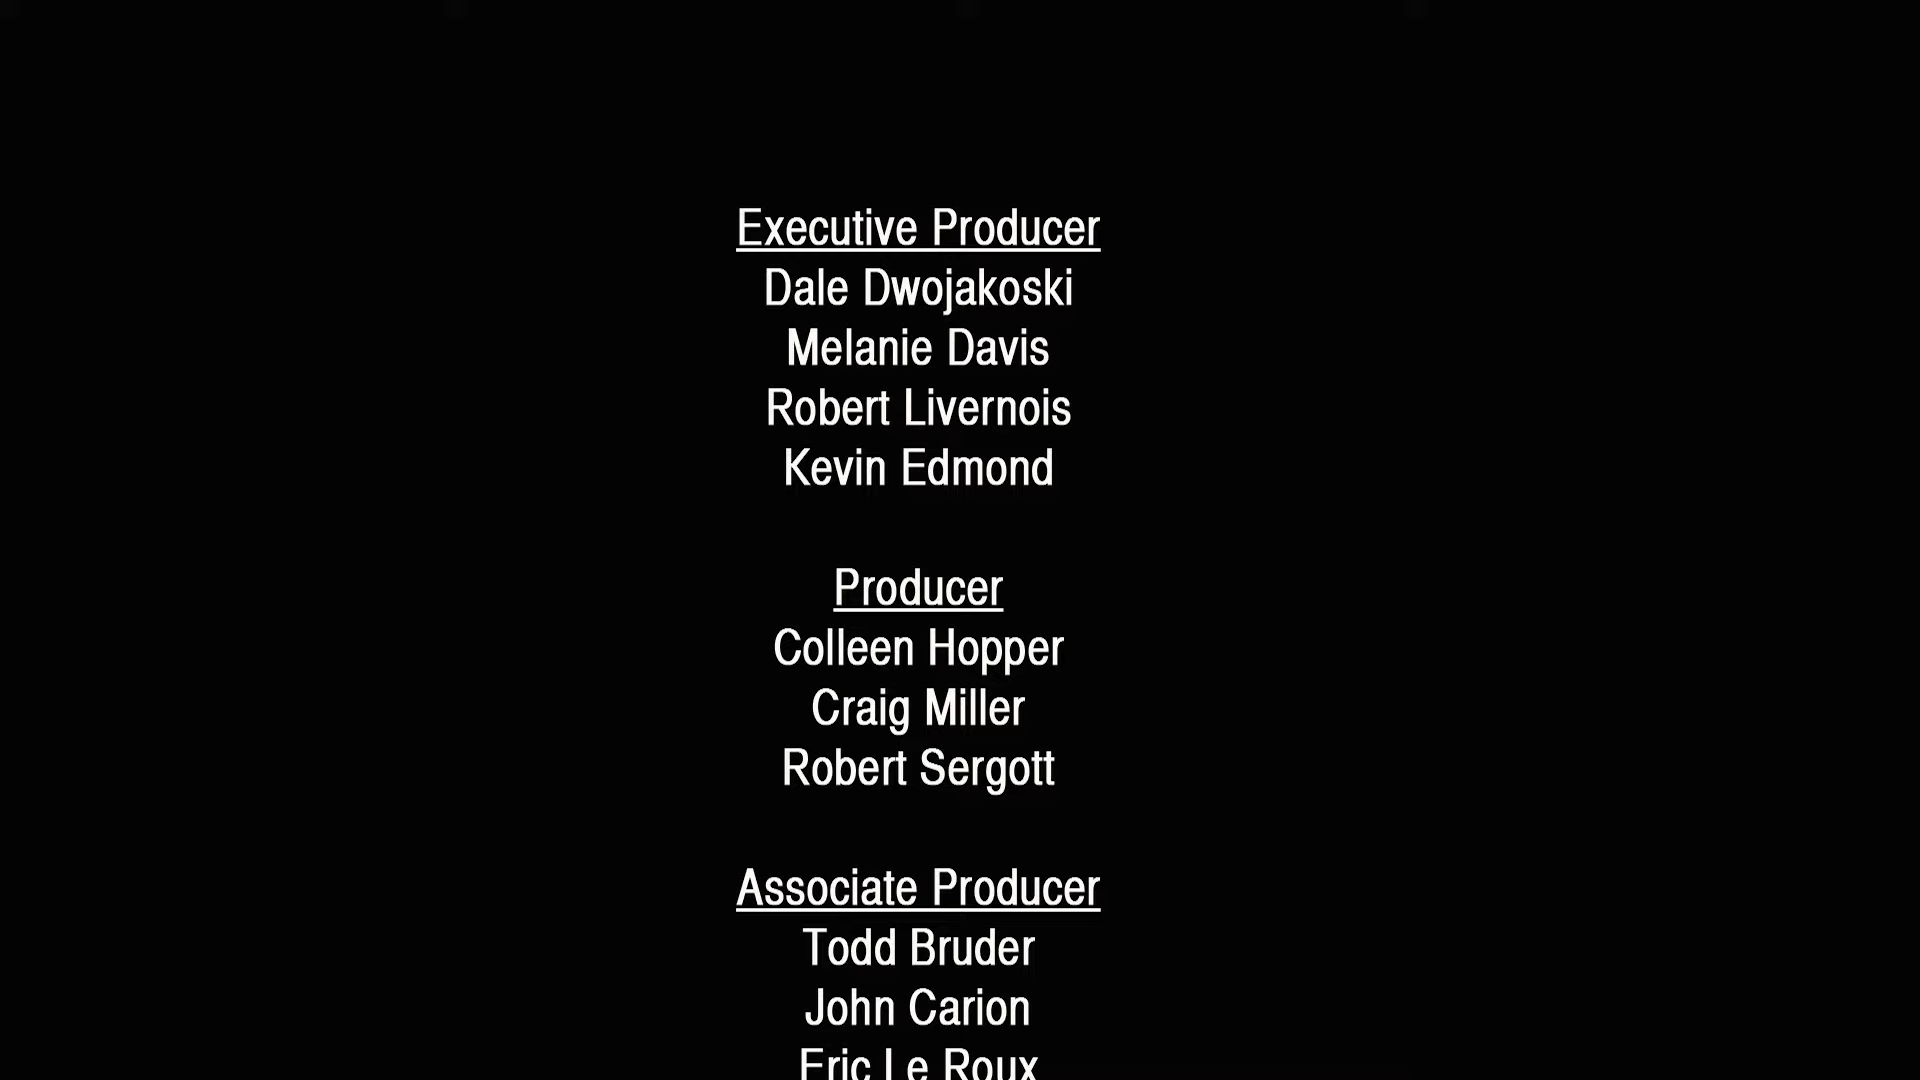 Executive Producer
Dale Dwojakoski
Melanie Davis
Robert Livernois
Kevin Edmond
Producer
Colleen Hopper
Craig Miller
Robert Sergott
Associate Producer
Todd Bruder
John Carion
Eric Le Roux